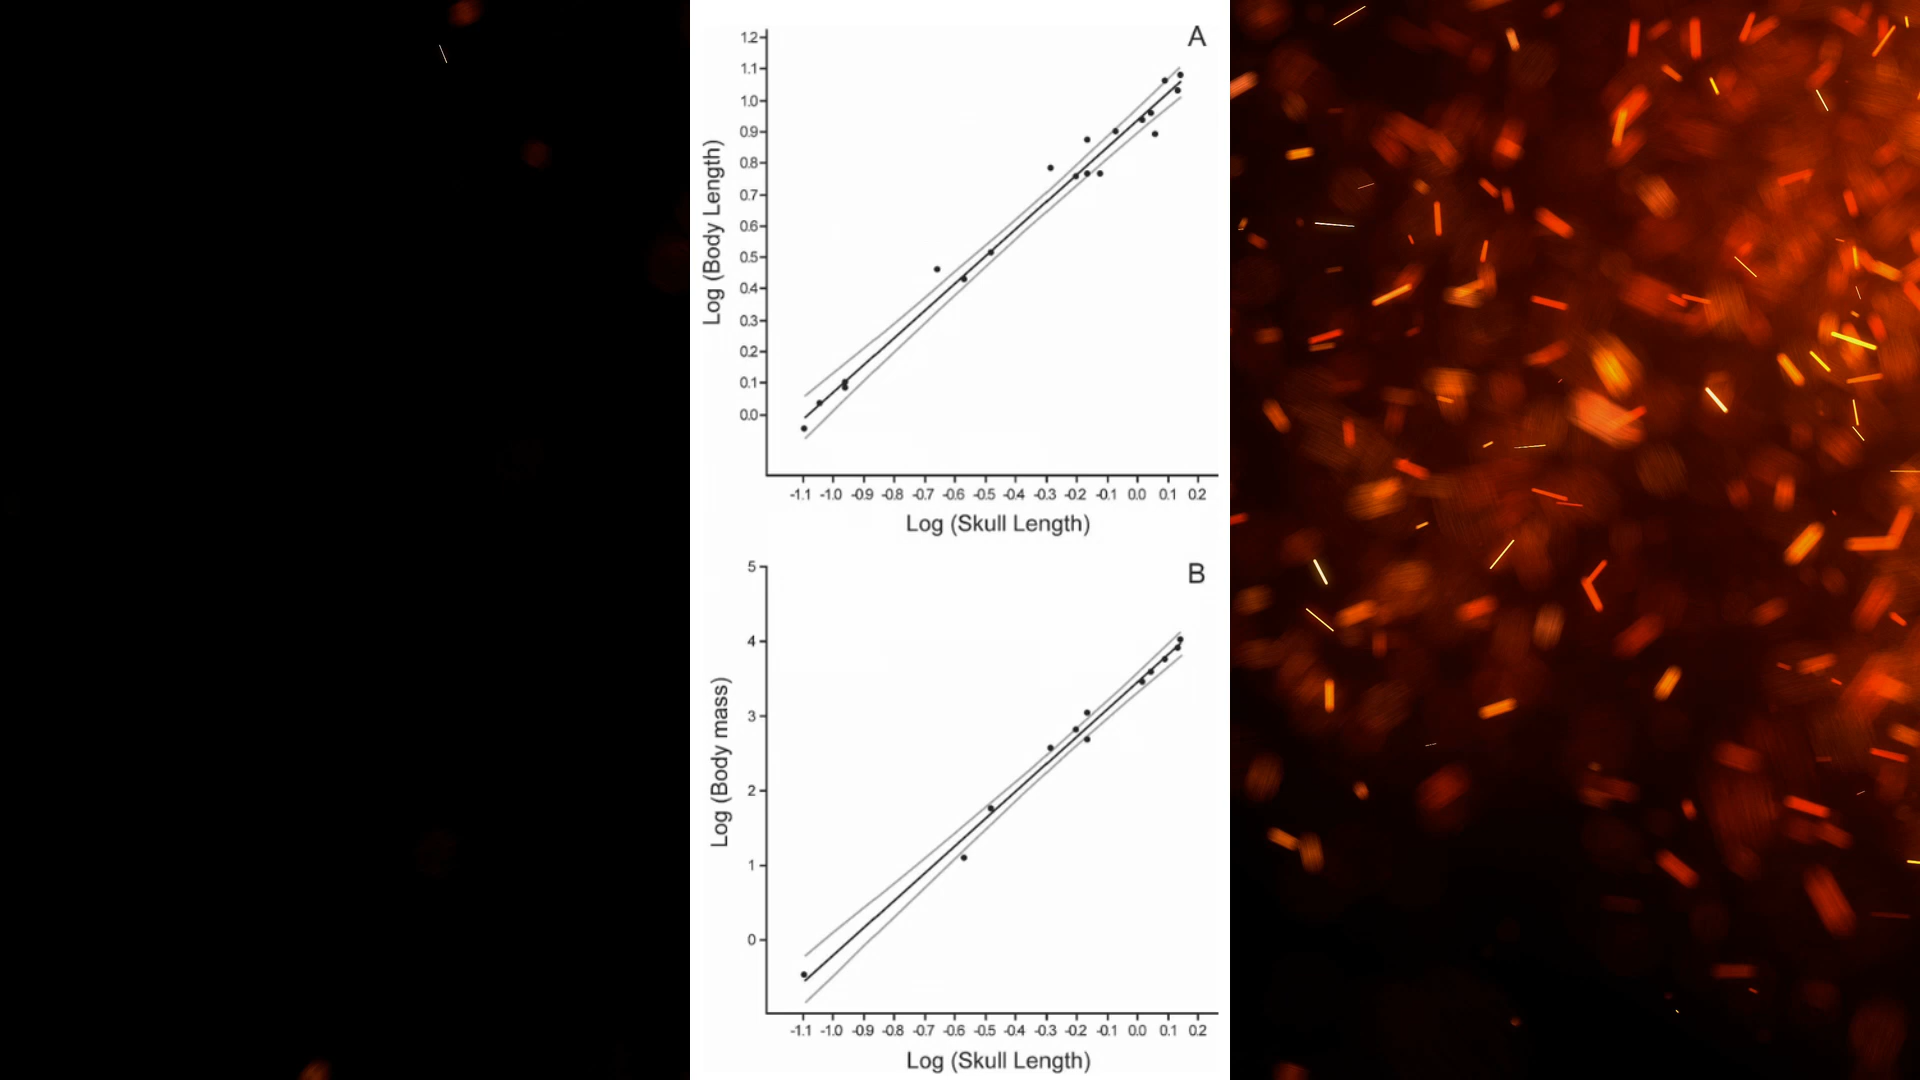 A
1.2
1.1
1.0
0.9
0.8
0.7
0.6
0.5
0.4
0.3
0.2
0.1
0.0
Log (Body Length)
-1.1 -1.0 -0.9 -0.8 -0.7 -0.6 -0.5 -0.4 -0.3 -0.2 -0.1 0.0 0.1 0.2
Log (Skull Length)
B
5
4
3
2
1
0
Log (Body mass)
-1.1 -1.0 -0.9 -0.8 -0.7 -0.6 -0.5 -0.4 -0.3 -0.2 -0.1 0.0 0.1 0.2
Log (Skull Length)